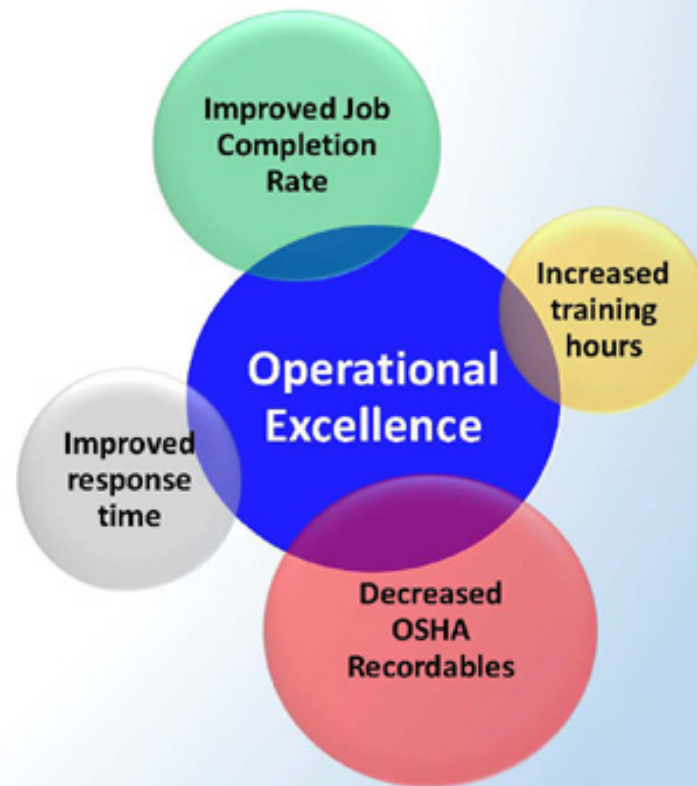 Improved Job
Completion
Rate
Increased
training
hours
Operational
Excellence
Improved
response
time
Decreased
OSHA
Recordables